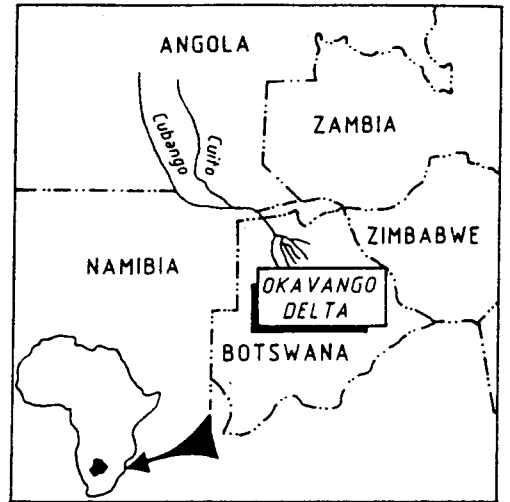 ANGOLA
ZAMBIA
Cubango
Cuito
ZIMBABWE
NAMIBIA
OKAVANGO
DELTA
BOTSWANA